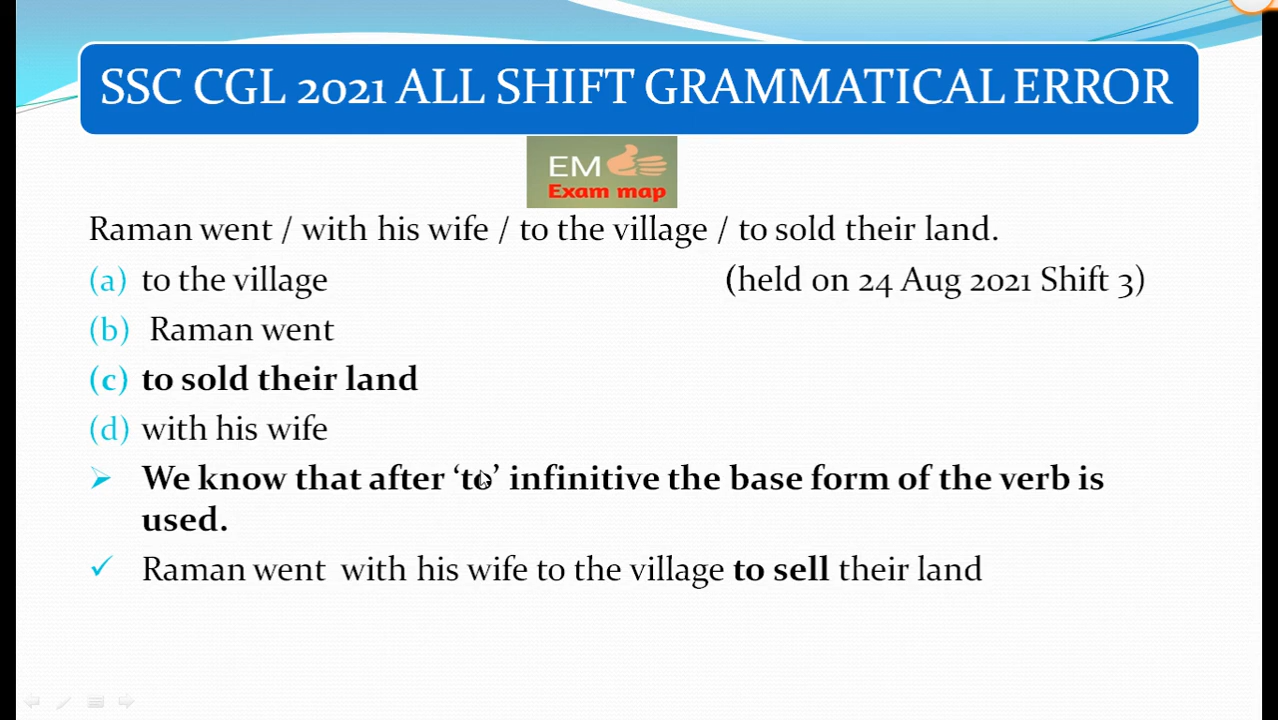 SSC CGL 2021 ALL SHIFT GRAMMATICAL ERROR
EM
Exam map
Raman went / with his wife / to the village / to sold their land.
(a) to the village (held on 24 Aug 2021 Shift 3)
(b) Raman went
(c) to sold their land
(d) with his wife
➢ We know that after ‘to’ infinitive the base form of the verb is
used.
✓ Raman went with his wife to the village to sell their land